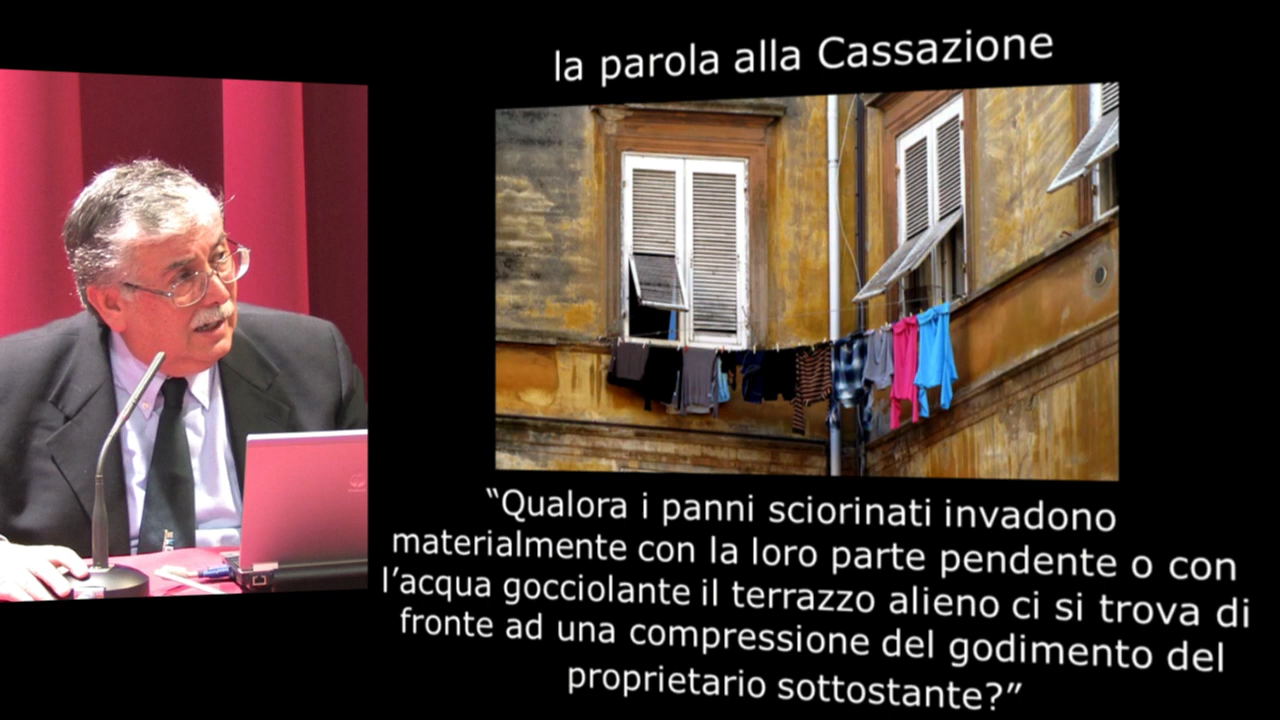 la parola alla Cassazione
“Qualora i panni sciorinati invadono
materialmente con la loro parte pendente o con
l’acqua gocciolante il terrazzo alieno ci si trova di
fronte ad una compressione del godimento del
proprietario sottostante?”